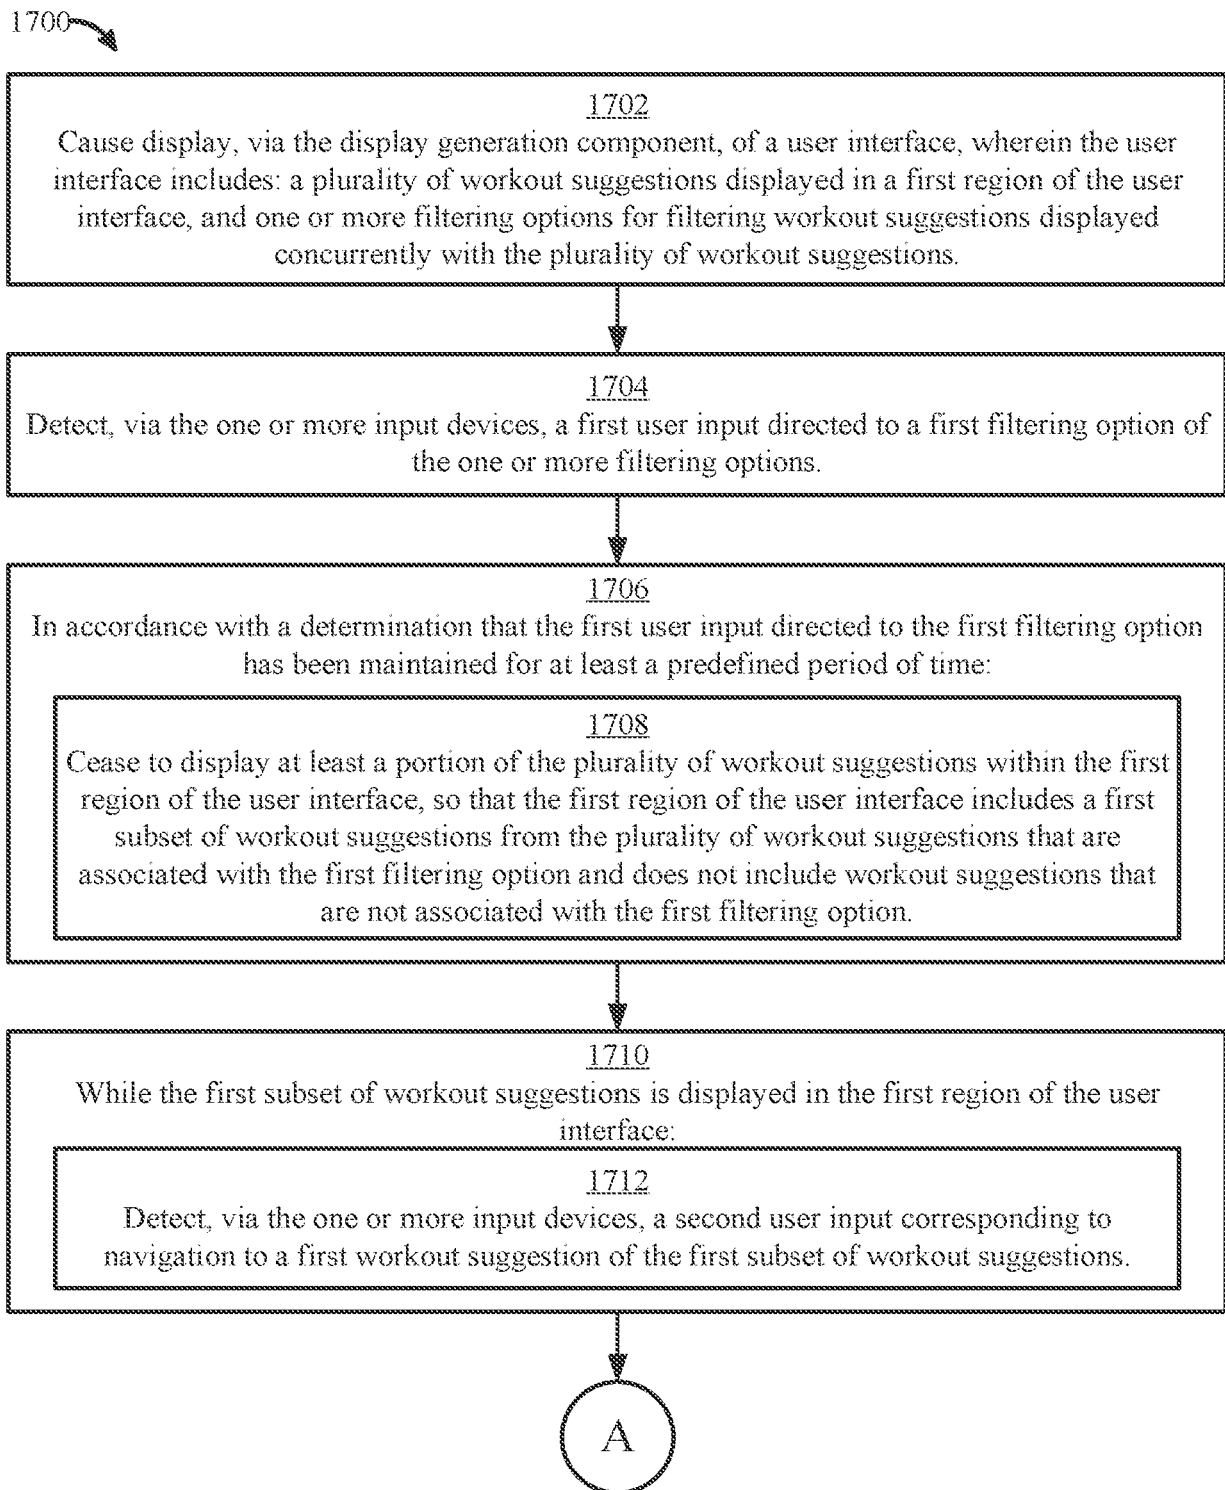 1700
1702
Cause display, via the display generation component, of a user interface, wherein the user
interface includes: a plurality of workout suggestions displayed in a first region of the user
interface, and one or more filtering options for filtering workout suggestions displayed
concurrently with the plurality of workout suggestions.
1704
Detect, via the one or more input devices, a first user input directed to a first filtering option of
the one or more filtering options.
1706
In accordance with a determination that the first user input directed to the first filtering option
has been maintained for at least a predefined period of time:
1708
Cease to display at least a portion of the plurality of workout suggestions within the first
region of the user interface, so that the first region of the user interface includes a first
subset of workout suggestions from the plurality of workout suggestions that are
associated with the first filtering option and does not include workout suggestions that
are not associated with the first filtering option.
1710
While the first subset of workout suggestions is displayed in the first region of the user
interface:
1712
Detect, via the one or more input devices, a second user input corresponding to
navigation to a first workout suggestion of the first subset of workout suggestions.
A